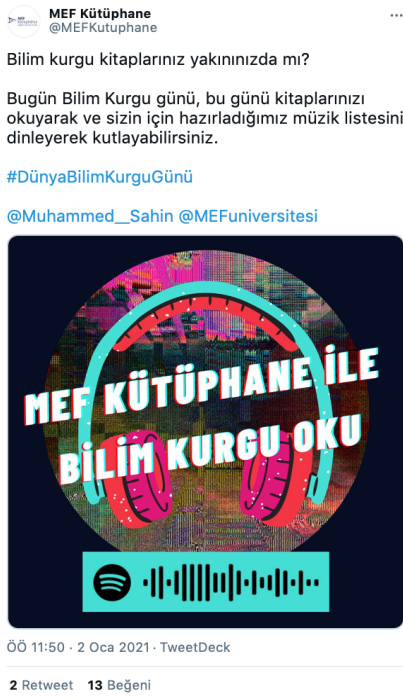 MEF Kütüphane
@MEFKutuphane
Bilim kurgu kitaplarınız yakınınızda mı?
Bugün Bilim Kurgu günü, bu günü kitaplarınızı
okuyarak ve sizin için hazırladığımız müzik listesini
dinleyerek kutlayabilirsiniz.
#DünyaBilimKurguGünü
@Muhammed__Sahin @MEFuniversitesi
MEF KÜTÜPHANE İLE
BİLİM KURGU OKU
ÖÖ 11:50 · 2 Oca 2021 · TweetDeck
2 Retweet 13 Beğeni